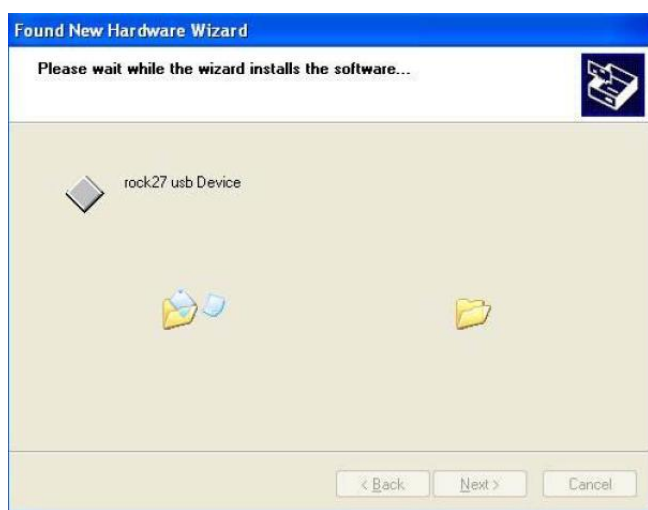 Found New Hardware Wizard
Please wait while the wizard installs the software...
rock27 usb Device
< Back
Next >
Cancel